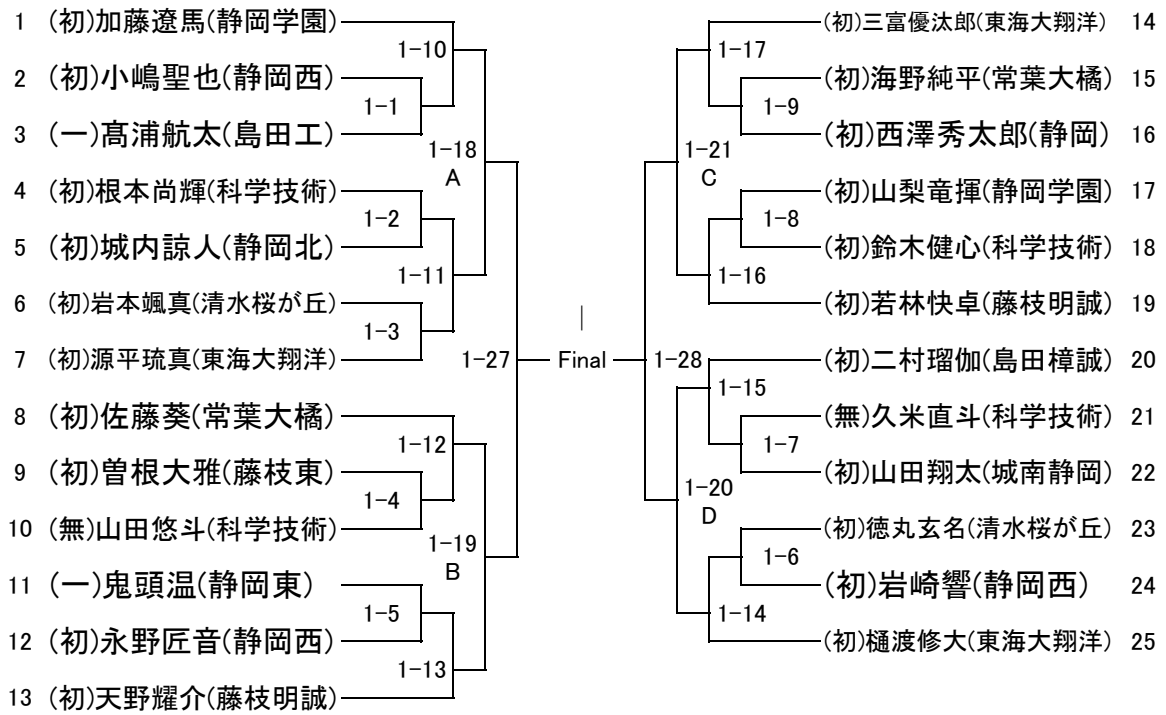 1 (初)加藤遼馬(静岡学園)
1-10
2 (初)小嶋聖也(静岡西)
1-1
3 (一)髙浦航太(島田工)
1-18
A
4 (初)根本尚輝(科学技術)
1-2
5 (初)城内諒人(静岡北)
1-11
6 (初)岩本颯真(清水桜が丘)
1-3
7 (初)源平琉真(東海大翔洋)
1-27
8 (初)佐藤葵(常葉大橘)
1-12
9 (初)曽根大雅(藤枝東)
1-4
10 (無)山田悠斗(科学技術)
1-19
B
11 (一)鬼頭温(静岡東)
1-5
12 (初)永野匠音(静岡西)
1-13
13 (初)天野耀介(藤枝明誠)
Final
(初)三富優汰郎(東海大翔洋) 14
1-17
(初)海野純平(常葉大橘) 15
1-9
(初)西澤秀太郎(静岡) 16
1-21
C
(初)山梨竜揮(静岡学園) 17
1-8
(初)鈴木健心(科学技術) 18
1-16
(初)若林快卓(藤枝明誠) 19
1-28
(初)二村瑠伽(島田樟誠) 20
1-15
(無)久米直斗(科学技術) 21
1-7
(初)山田翔太(城南静岡) 22
1-20
D
(初)徳丸玄名(清水桜が丘) 23
1-6
(初)岩崎響(静岡西) 24
1-14
(初)樋渡修大(東海大翔洋) 25